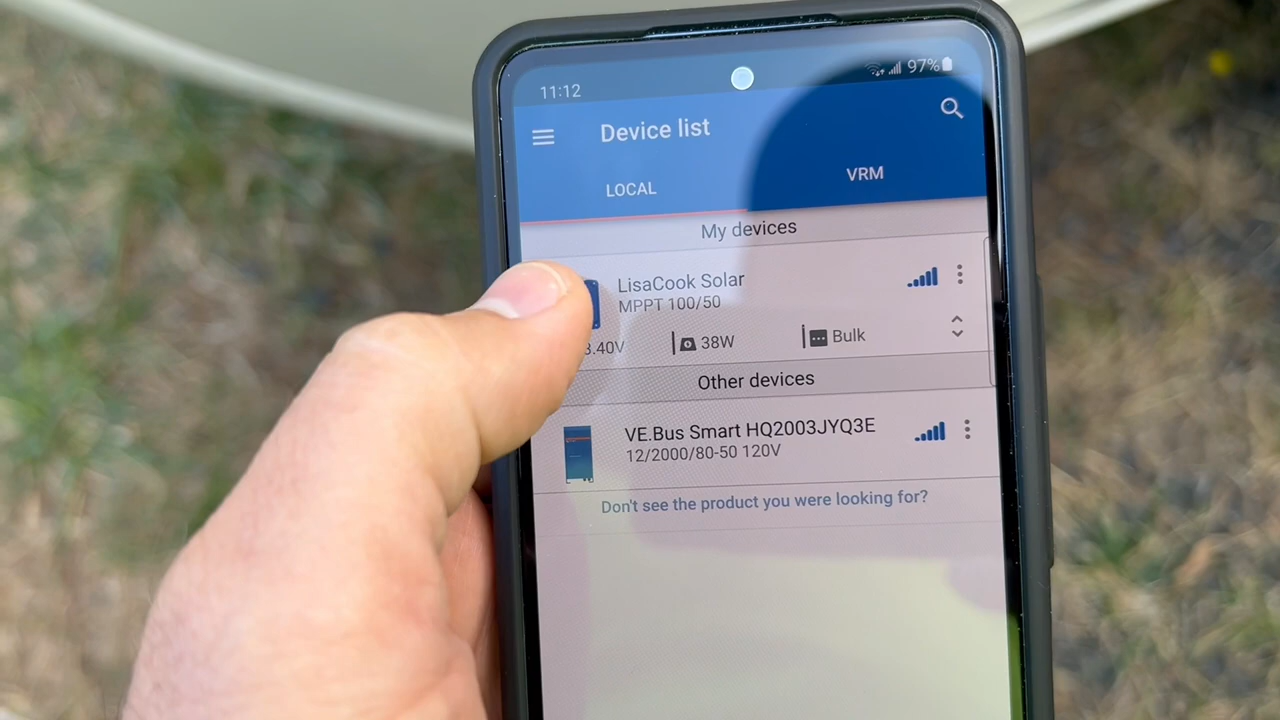 11:12
97%
Device list
LOCAL
VRM
My devices
LisaCook Solar
MPPT 100/50
3.40V
38W
Bulk
Other devices
VE.Bus Smart HQ2003JYQ3E
12/2000/80-50 120V
Don't see the product you were looking for?